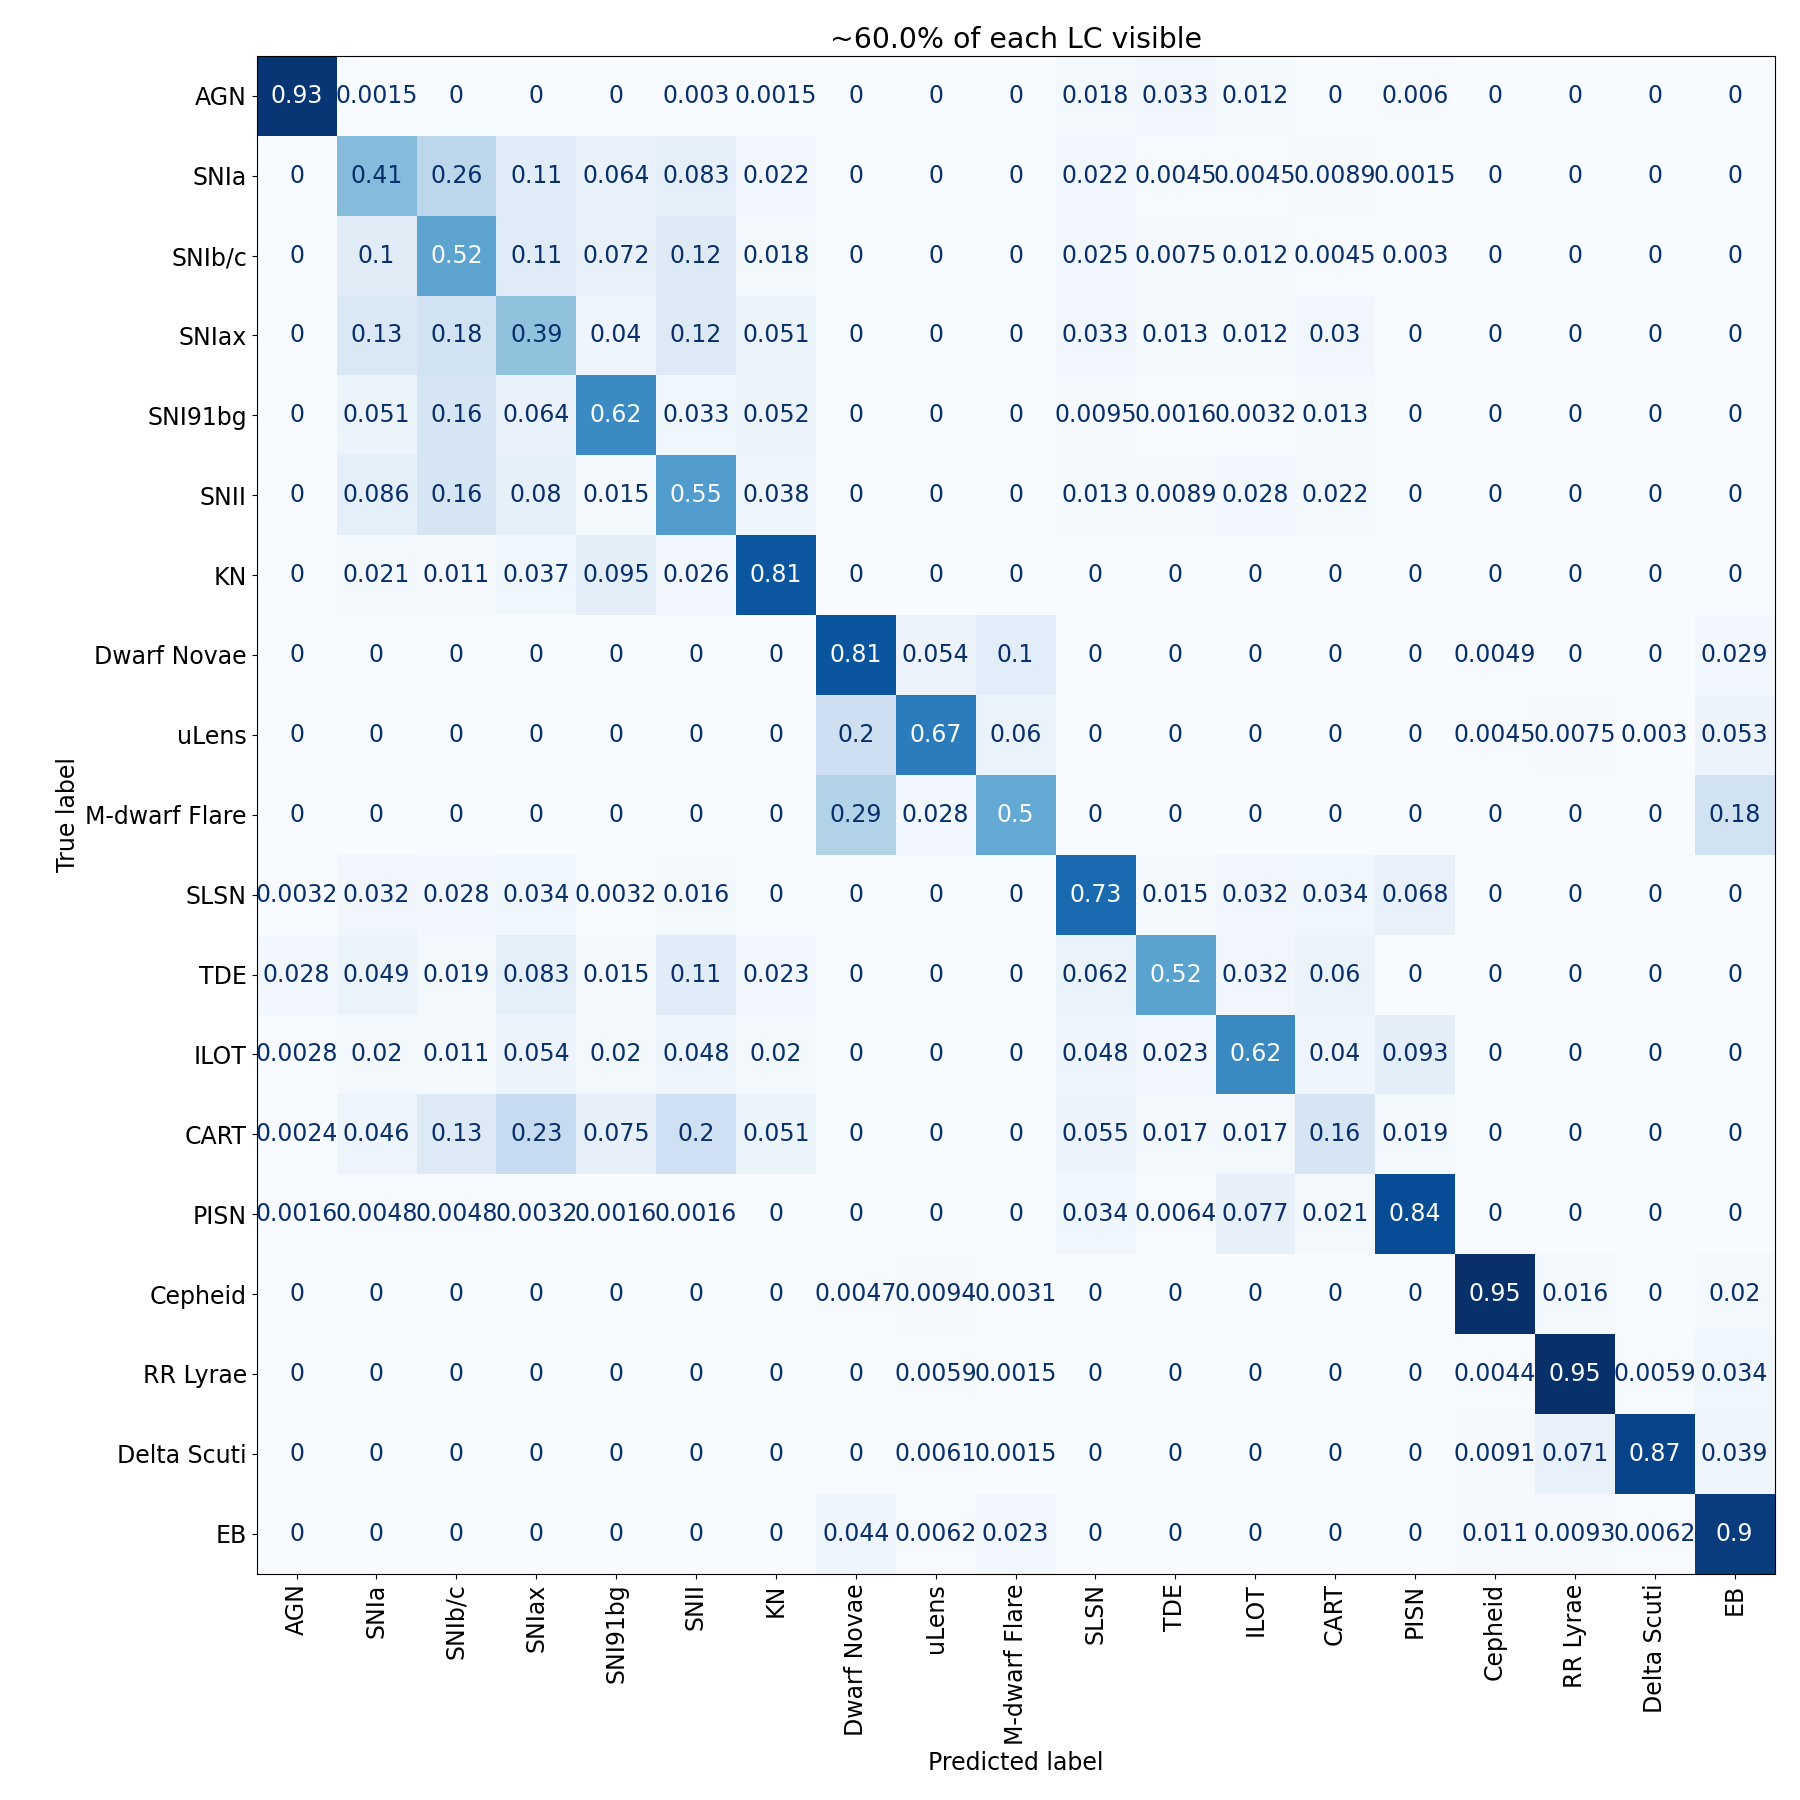 ~60.0% of each LC visible
AGN 0.93 0.0015 0 0 0 0.003 0.0015 0 0 0 0.018 0.033 0.012 0 0.006 0 0 0 0
SNIa 0 0.41 0.26 0.11 0.064 0.083 0.022 0 0 0 0.022 0.0045 0.0045 0.0089 0.0015 0 0 0 0
SNIb/c 0 0.1 0.52 0.11 0.072 0.12 0.018 0 0 0 0.025 0.0075 0.012 0.0045 0.003 0 0 0 0
SNIax 0 0.13 0.18 0.39 0.04 0.12 0.051 0 0 0 0.033 0.013 0.012 0.03 0 0 0 0 0
SNI91bg 0 0.051 0.16 0.064 0.62 0.033 0.052 0 0 0 0.0095 0.0016 0.0032 0.013 0 0 0 0 0
SNII 0 0.086 0.16 0.08 0.015 0.55 0.038 0 0 0 0.013 0.0089 0.028 0.022 0 0 0 0 0
KN 0 0.021 0.011 0.037 0.095 0.026 0.81 0 0 0 0 0 0 0 0 0 0 0 0
Dwarf Novae 0 0 0 0 0 0 0 0.81 0.054 0.1 0 0 0 0 0 0.0049 0 0 0.029
uLens 0 0 0 0 0 0 0 0.2 0.67 0.06 0 0 0 0 0 0.0045 0.0075 0.003 0.053
M-dwarf Flare 0 0 0 0 0 0 0 0.29 0.028 0.5 0 0 0 0 0 0 0 0 0.18
SLSN 0.0032 0.032 0.028 0.034 0.0032 0.016 0 0 0 0 0.73 0.015 0.032 0.034 0.068 0 0 0 0
TDE 0.028 0.049 0.019 0.083 0.015 0.11 0.023 0 0 0 0.062 0.52 0.032 0.06 0 0 0 0 0
ILOT 0.0028 0.02 0.011 0.054 0.02 0.048 0.02 0 0 0 0.048 0.023 0.62 0.04 0.093 0 0 0 0
CART 0.0024 0.046 0.13 0.23 0.075 0.2 0.051 0 0 0 0.055 0.017 0.017 0.16 0.019 0 0 0 0
PISN 0.0016 0.0048 0.0048 0.0032 0.0016 0.0016 0 0 0 0 0.034 0.0064 0.077 0.021 0.84 0 0 0 0
Cepheid 0 0 0 0 0 0 0 0.0047 0.0094 0.0031 0 0 0 0 0 0.95 0.016 0 0.02
RR Lyrae 0 0 0 0 0 0 0 0 0.0059 0.0015 0 0 0 0 0 0.0044 0.95 0.0059 0.034
Delta Scuti 0 0 0 0 0 0 0 0 0.0061 0.0015 0 0 0 0 0 0.0091 0.071 0.87 0.039
EB 0 0 0 0 0 0 0 0.044 0.0062 0.023 0 0 0 0 0 0.011 0.0093 0.0062 0.9
True label
AGN SNIa SNIb/c SNIax SNI91bg SNII KN Dwarf Novae uLens M-dwarf Flare SLSN TDE ILOT CART PISN Cepheid RR Lyrae Delta Scuti EB
Predicted label